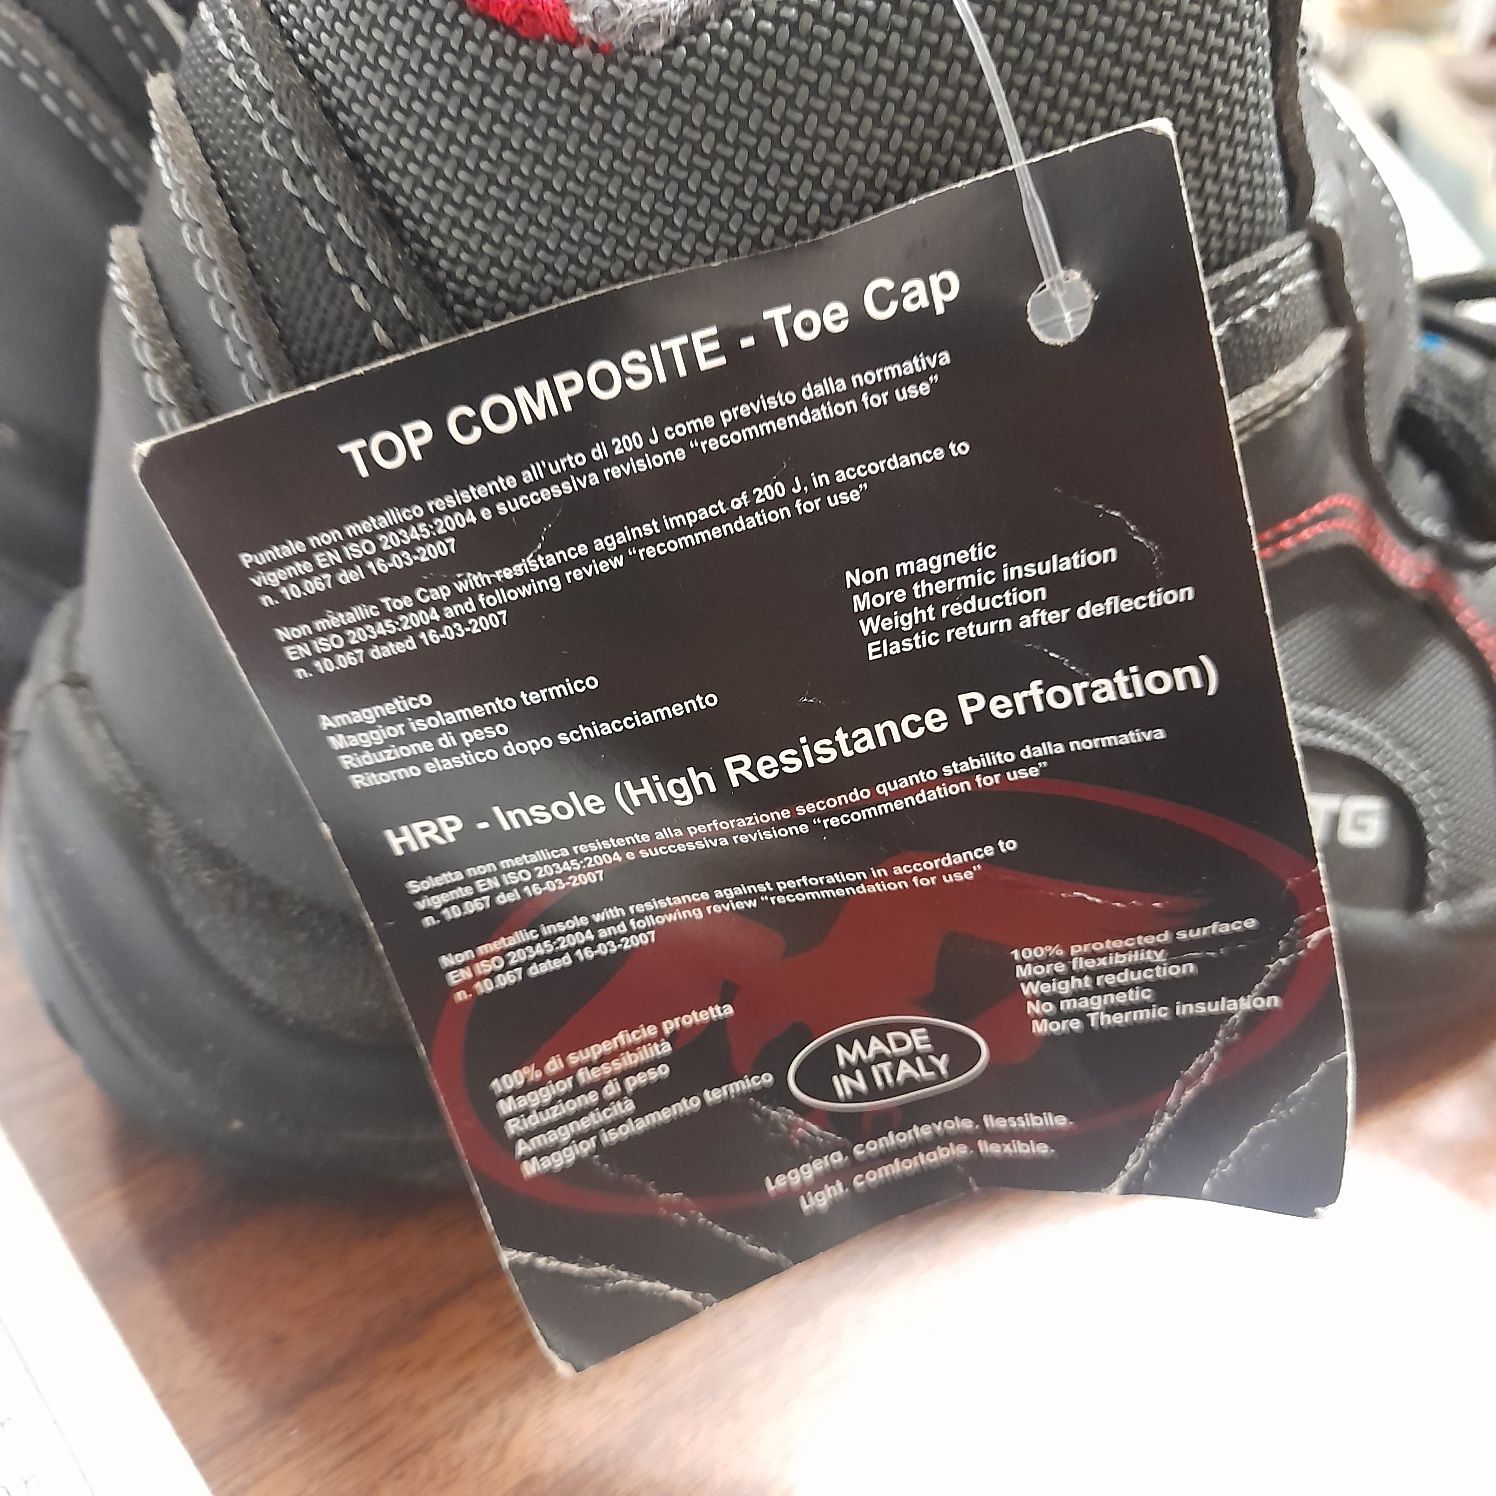 TOP COMPOSITE - Toe Cap
Puntale non metallico resistente all'urto di 200 J come previsto dalla normativa
vigente EN ISO 20345:2004 e successiva revisione “recommendation for use”
n. 10.067 del 16-03-2007
Non metallic Toe Cap with resistance against impact of 200 J, in accordance to
EN ISO 20345:2004 and following review “recommendation for use”
n. 10.067 dated 16-03-2007
Non magnetic
More thermic insulation
Weight reduction
Elastic return after deflection
Amagnetico
Maggior isolamento termico
Riduzione di peso
Ritorno elastico dopo schiacciamento
HRP - Insole (High Resistance Perforation)
Soletta non metallica resistente alla perforazione secondo quanto stabilito dalla normativa
vigente EN ISO 20345:2004 e successiva revisione “recommendation for use”
n. 10.067 del 16-03-2007
Non metallic insole with resistance against perforation in accordance to
EN ISO 20345:2004 and following review “recommendation for use”
n. 10.067 dated 16-03-2007
100% protected surface
More flexibility
Weight reduction
No magnetic
More Thermic insulation
100% di superficie protetta
Maggior flessibilità
Riduzione di peso
Amagneticità
Maggior isolamento termico
MADE
IN ITALY
Leggera, confortevole, flessibile.
Light, comfortable, flexible.
TG